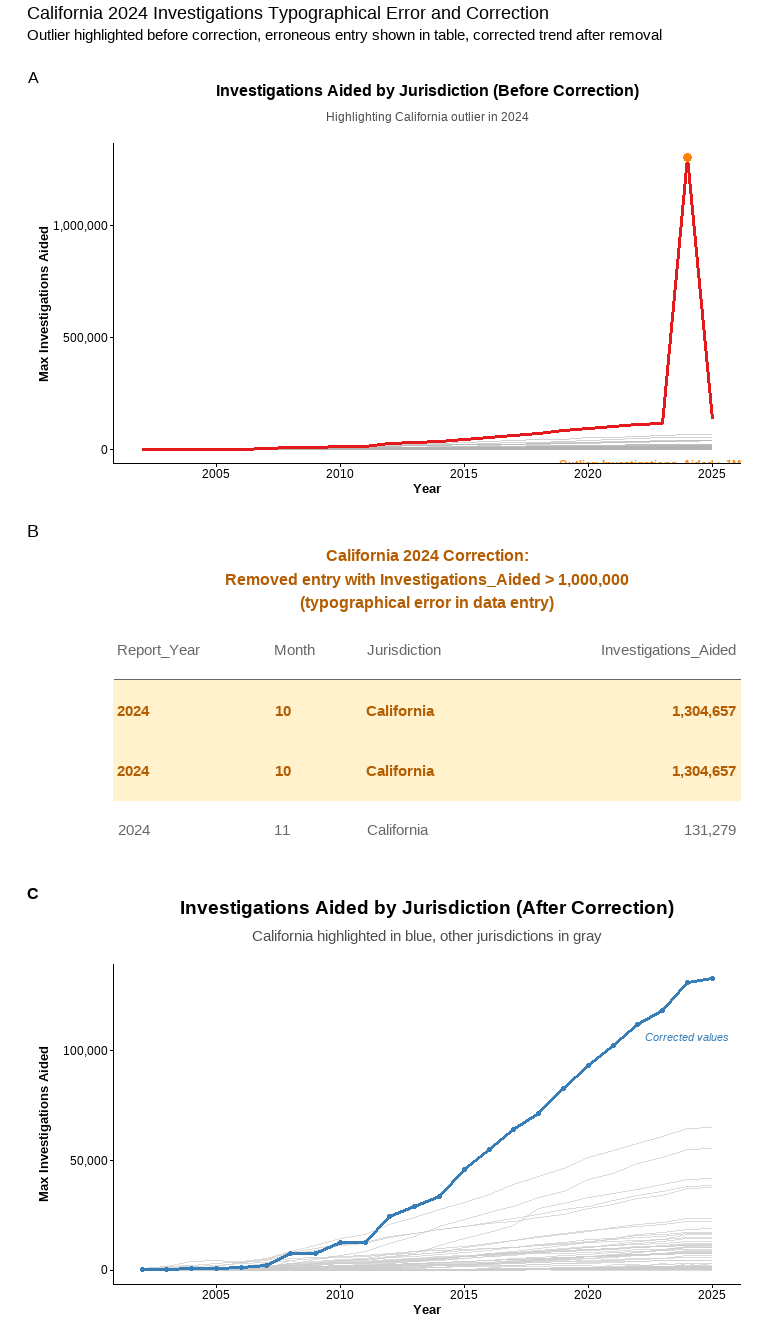 California 2024 Investigations Typographical Error and Correction
Outlier highlighted before correction, erroneous entry shown in table, corrected trend after removal
A
Investigations Aided by Jurisdiction (Before Correction)
Highlighting California outlier in 2024
Max Investigations Aided
1,000,000
500,000
0
2005 2010 2015 2020 2025
Year
B
California 2024 Correction:
Removed entry with Investigations_Aided > 1,000,000
(typographical error in data entry)
Report_Year Month Jurisdiction Investigations_Aided
2024 10 California 1,304,657
2024 10 California 1,304,657
2024 11 California 131,279
C
Investigations Aided by Jurisdiction (After Correction)
California highlighted in blue, other jurisdictions in gray
Max Investigations Aided
Corrected values
100,000
50,000
0
2005 2010 2015 2020 2025
Year